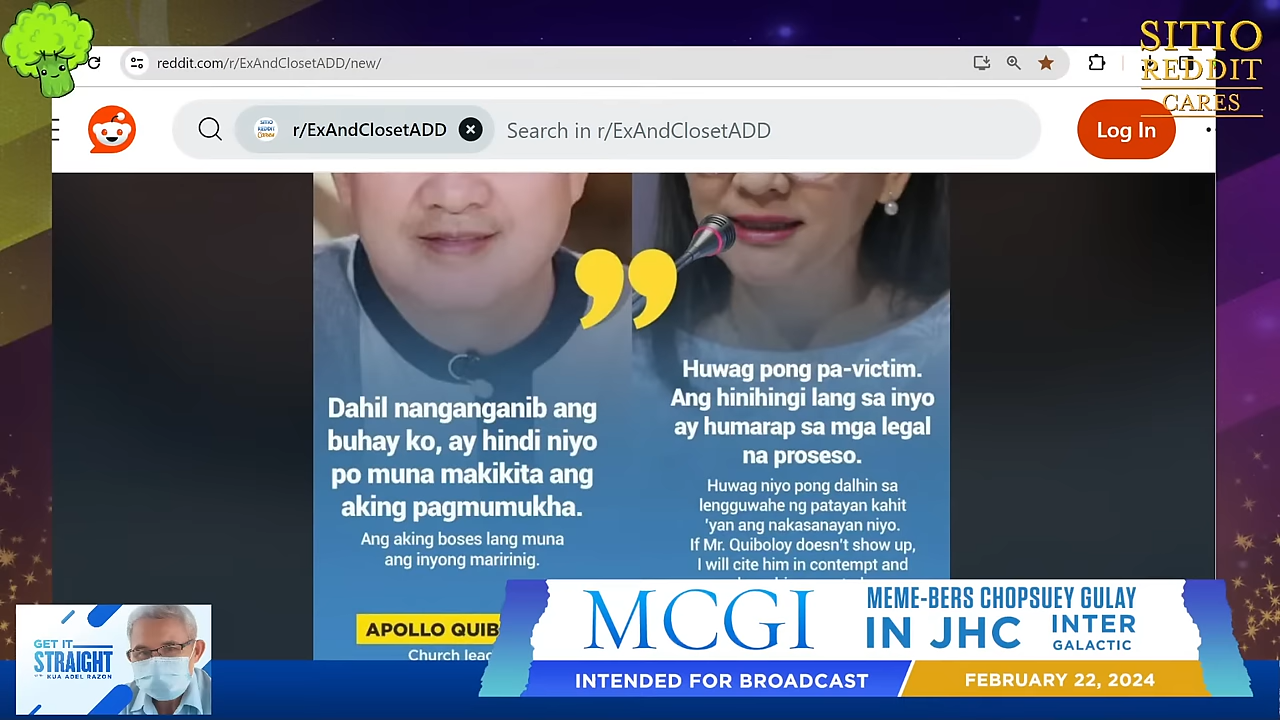 SITIO
REDDIT
CARES
reddit.com/r/ExAndClosetADD/new/
r/ExAndClosetADD
Search in r/ExAndClosetADD
Log In
Dahil nanganganib ang
buhay ko, ay hindi niyo
po muna makikita ang
aking pagmumukha.
Ang aking boses lang muna
ang inyong maririnig.
APOLLO QUIB
Church leac
Huwag pong pa-victim.
Ang hinihingi lang sa inyo
ay humarap sa mga legal
na proseso.
Huwag niyo pong dalhin sa
lengguwahe ng patayan kahit
'yan ang nakasanayan niyo.
If Mr. Quiboloy doesn't show up,
I will cite him in contempt and
GET IT
STRAIGHT
KUA ADEL RAZON
MCGI
MEME-BERS CHOPSUEY GULAY
IN JHC
INTER
GALACTIC
INTENDED FOR BROADCAST
FEBRUARY 22, 2024